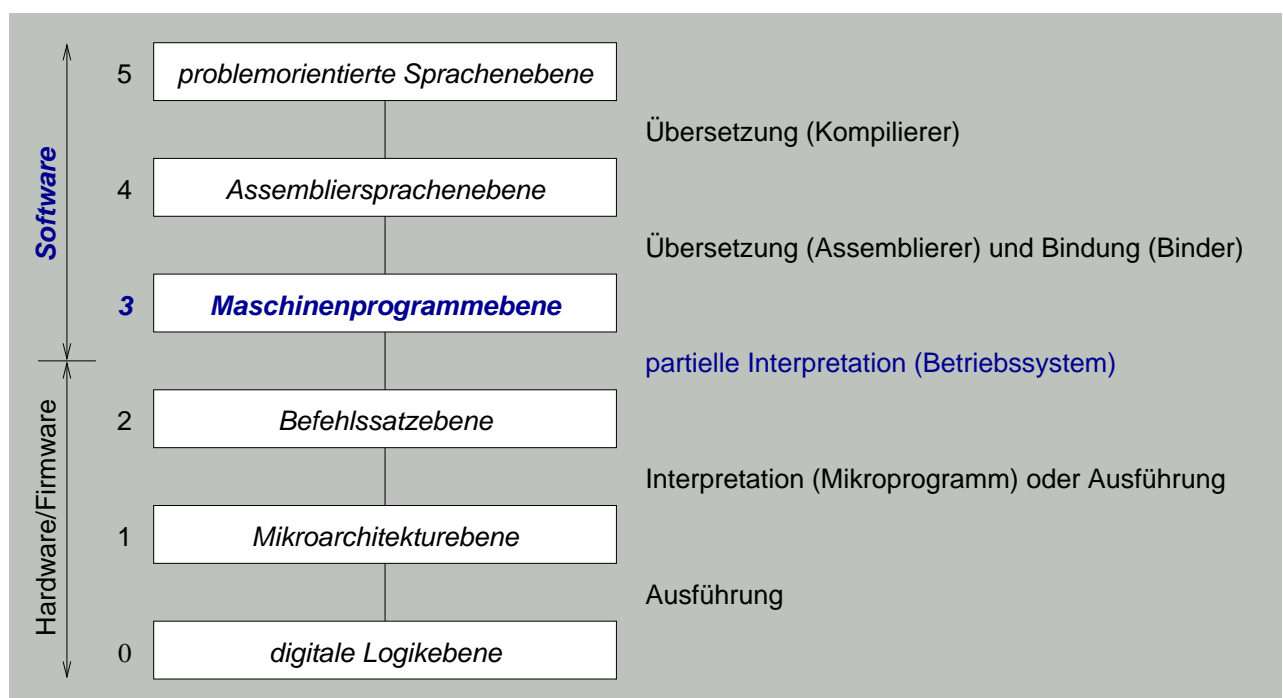 5 problemorientierte Sprachenebene
Übersetzung (Kompilierer)
4 Assembliersprachenebene
Übersetzung (Assemblierer) und Bindung (Binder)
3 Maschinenprogrammebene
partielle Interpretation (Betriebssystem)
2 Befehlssatzebene
Interpretation (Mikroprogramm) oder Ausführung
1 Mikroarchitekturebene
Ausführung
0 digitale Logikebene
Software
Hardware/Firmware